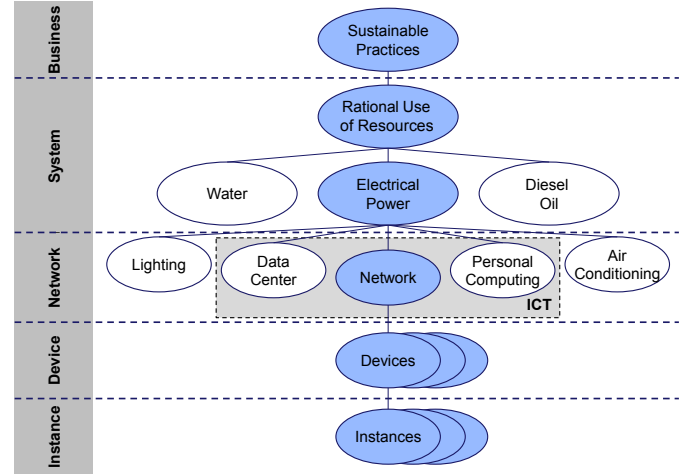 Business
Sustainable
Practices
System
Rational Use
of Resources
Water
Electrical
Power
Diesel
Oil
Network
Lighting
Data
Center
Network
Personal
Computing
Air
Conditioning
ICT
Device
Devices
Instance
Instances